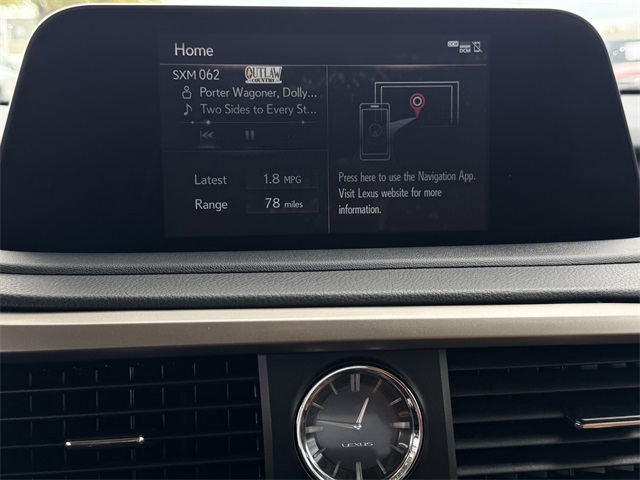 Home
SXM 062 OUTLAW COUNTRY
Porter Wagoner, Dolly...
Two Sides to Every St...
Latest 1.8 MPG
Range 78 miles
Press here to use the Navigation App.
Visit Lexus website for more
information.
LEXUS